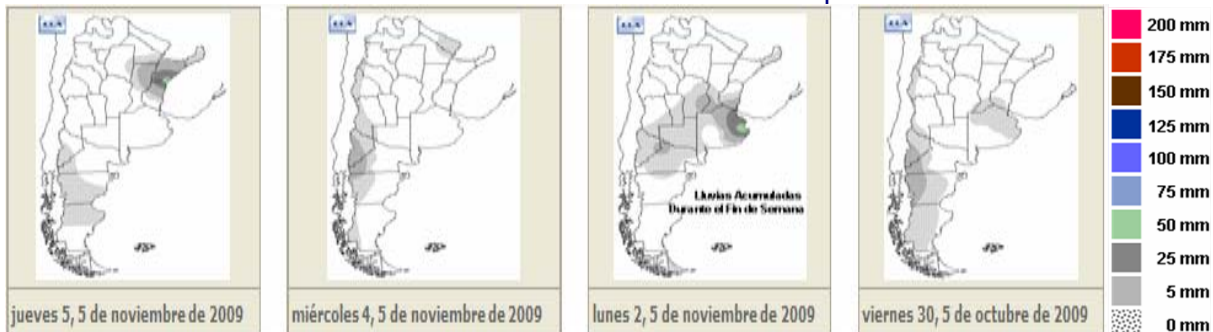 Lluvias Acumuladas
Durante el Fin de Semana
jueves 5, 5 de noviembre de 2009
miércoles 4, 5 de noviembre de 2009
lunes 2, 5 de noviembre de 2009
viernes 30, 5 de octubre de 2009
200 mm
175 mm
150 mm
125 mm
100 mm
75 mm
50 mm
25 mm
5 mm
0 mm